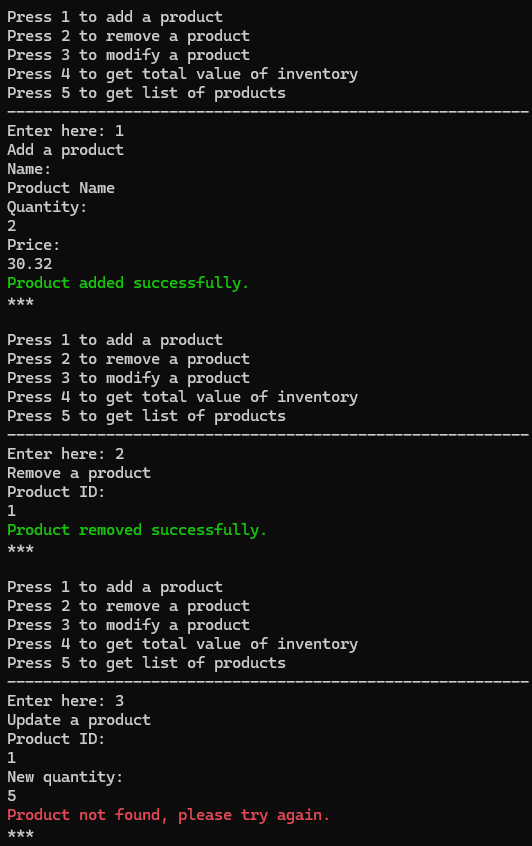 Press 1 to add a product
Press 2 to remove a product
Press 3 to modify a product
Press 4 to get total value of inventory
Press 5 to get list of products
----------------------------------------------------------
Enter here: 1
Add a product
Name:
Product Name
Quantity:
2
Price:
30.32
Product added successfully.
***

Press 1 to add a product
Press 2 to remove a product
Press 3 to modify a product
Press 4 to get total value of inventory
Press 5 to get list of products
----------------------------------------------------------
Enter here: 2
Remove a product
Product ID:
1
Product removed successfully.
***

Press 1 to add a product
Press 2 to remove a product
Press 3 to modify a product
Press 4 to get total value of inventory
Press 5 to get list of products
----------------------------------------------------------
Enter here: 3
Update a product
Product ID:
1
New quantity:
5
Product not found, please try again.
***